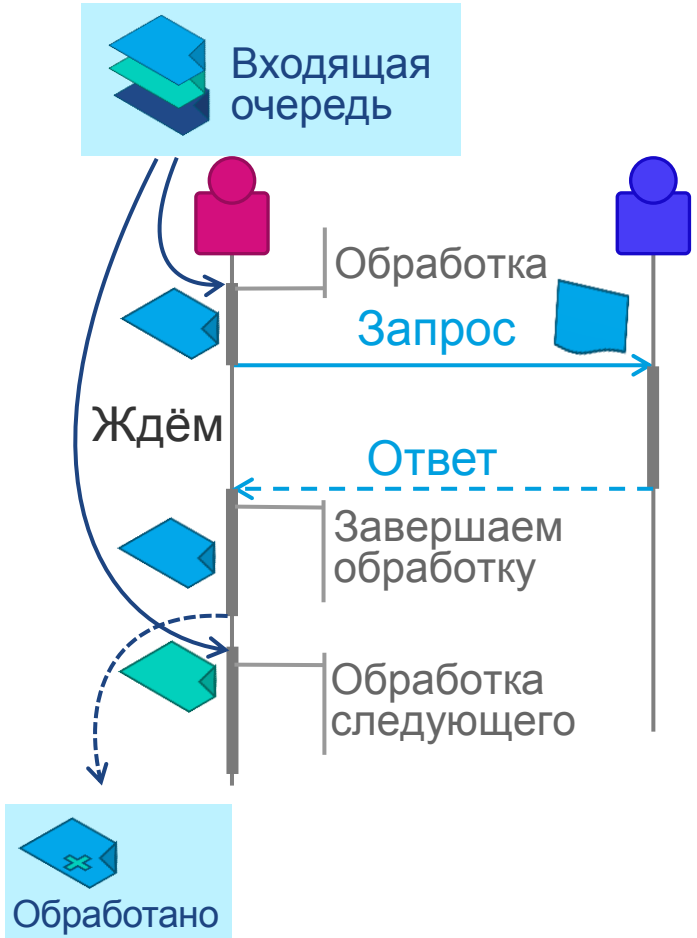 Входящая
очередь
Обработка
Запрос
Ждём
Ответ
Завершаем
обработку
Обработка
следующего
Обработано